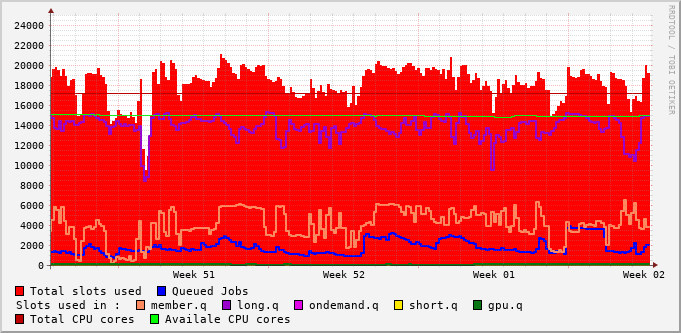 RRDTOOL / TOBI OETIKER
24000
22000
20000
18000
16000
14000
12000
10000
8000
6000
4000
2000
0
Week 51 Week 52 Week 01 Week 02
Total slots used Queued Jobs
Slots used in : member.q long.q ondemand.q short.q gpu.q
Total CPU cores Availale CPU cores